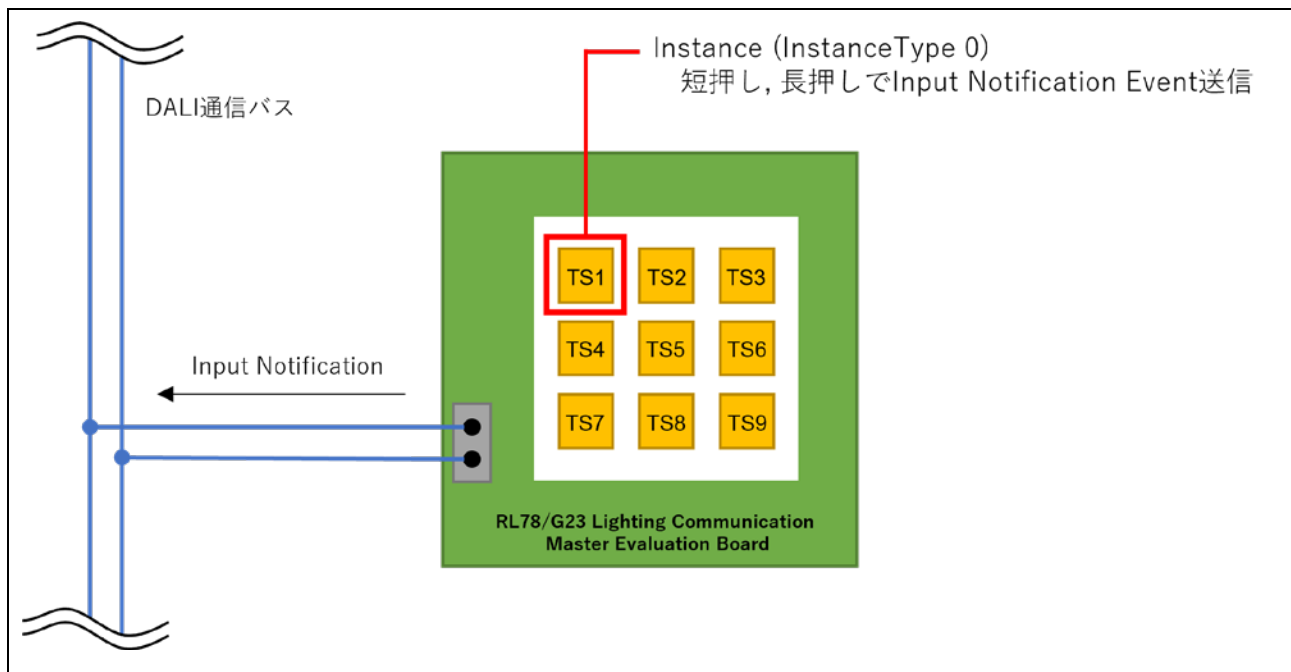 Instance (InstanceType 0)
短押し, 長押しでInput Notification Event送信
DALI通信バス
TS1 TS2 TS3
TS4 TS5 TS6
Input Notification
TS7 TS8 TS9
RL78/G23 Lighting Communication
Master Evaluation Board